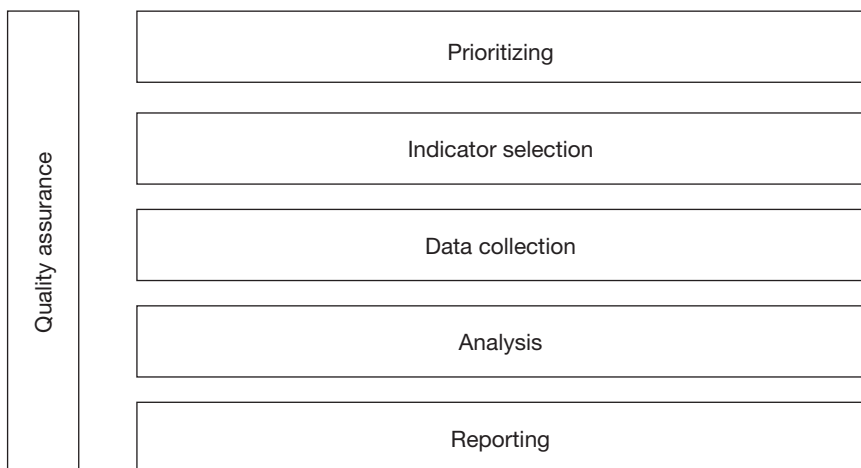 Quality assurance
Prioritizing
Indicator selection
Data collection
Analysis
Reporting